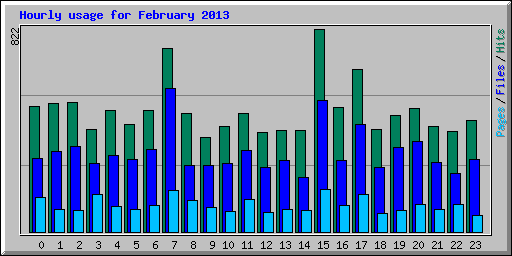 Hourly usage for February 2013
822
Pages/Files/Hits
0 1 2 3 4 5 6 7 8 9 10 11 12 13 14 15 16 17 18 19 20 21 22 23